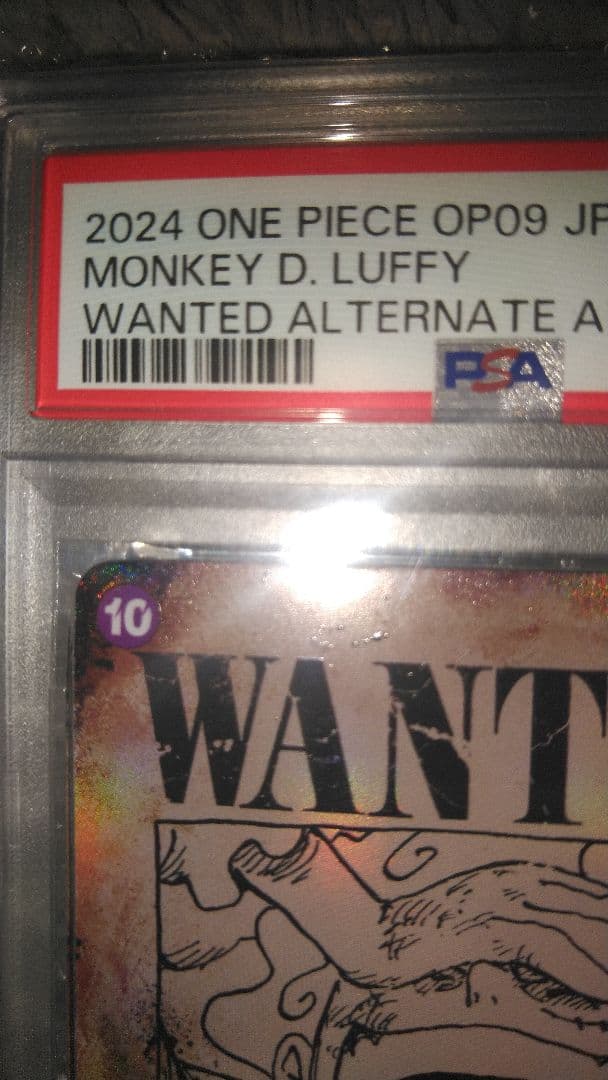 2024 ONE PIECE OP09 JP
MONKEY D. LUFFY
WANTED ALTERNATE A
PSA
10
WANT